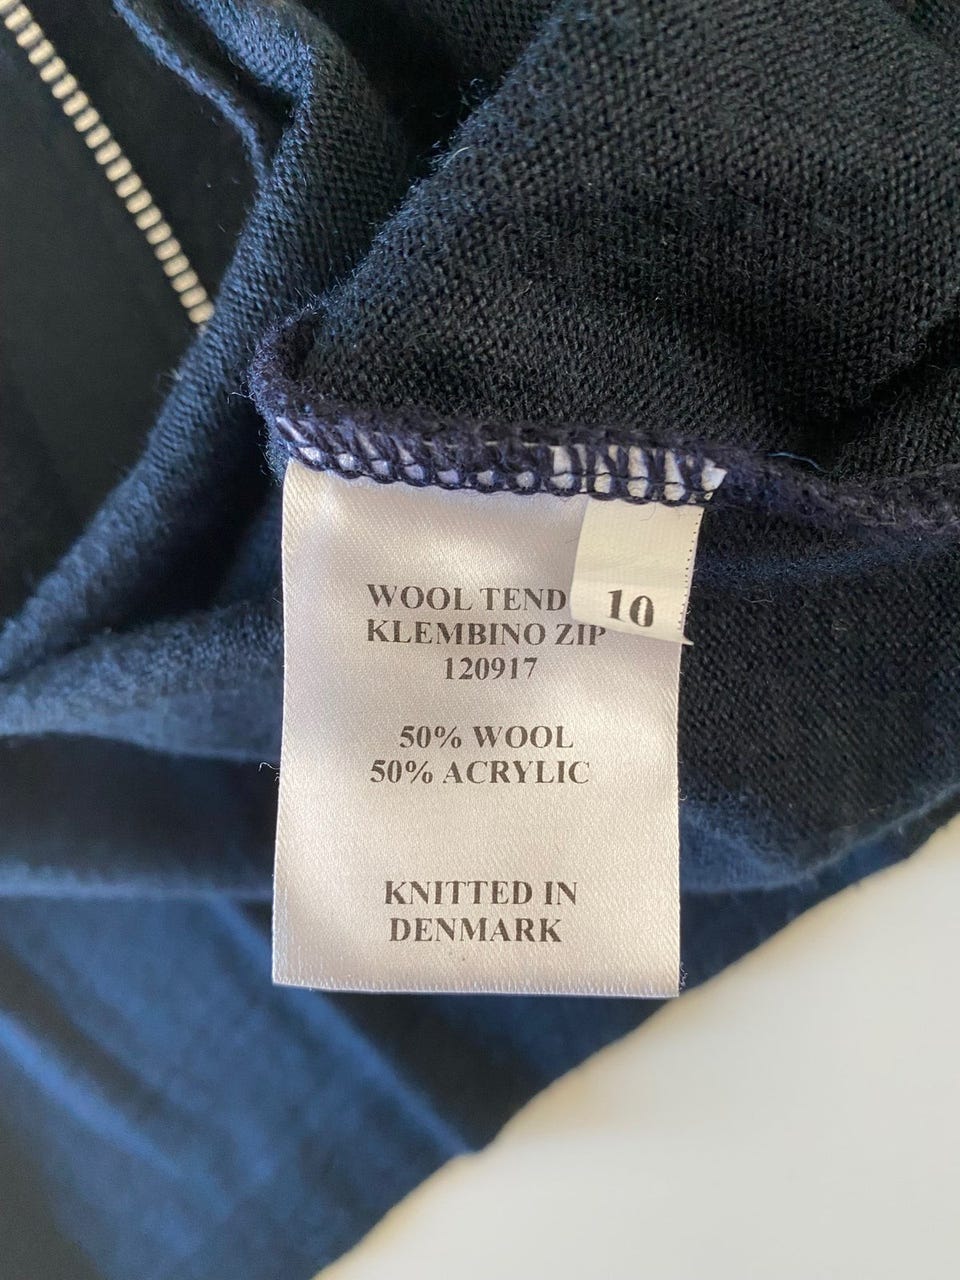 WOOL TEND
KLEMBINO ZIP
120917
50% WOOL
50% ACRYLIC
KNITTED IN
DENMARK
10